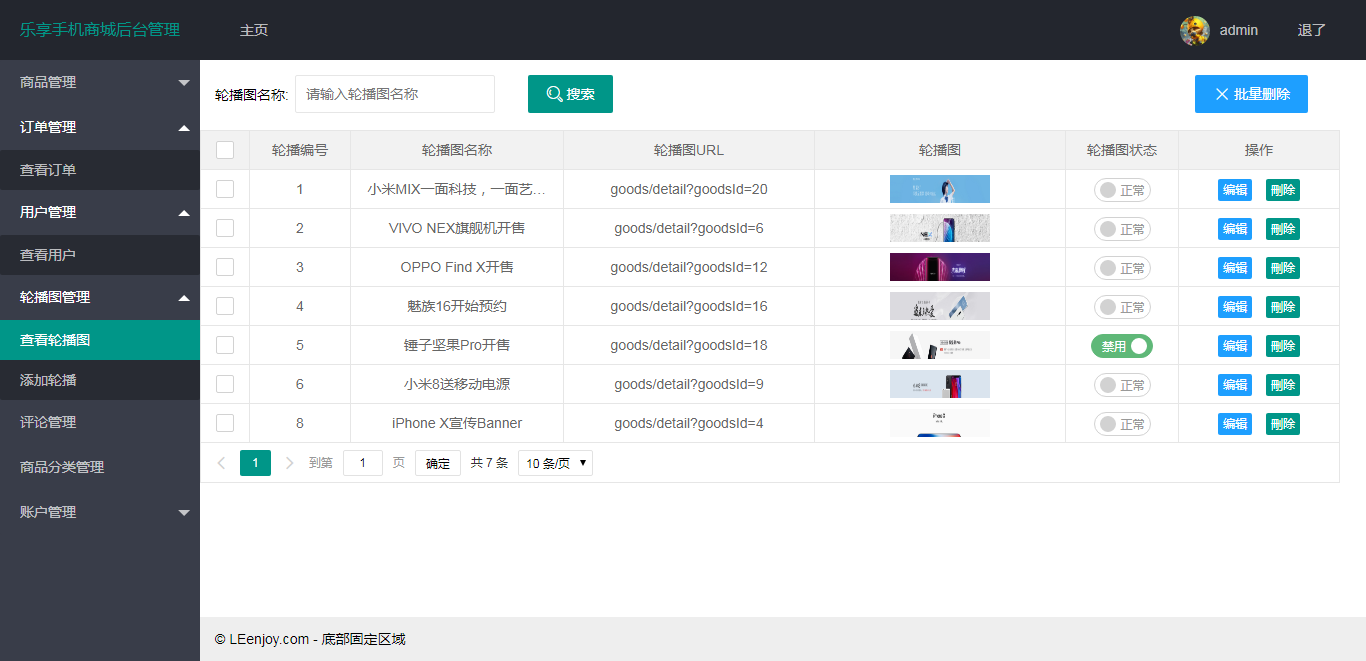 乐享手机商城后台管理 主页 admin 退了
商品管理
订单管理
查看订单
用户管理
查看用户
轮播图管理
查看轮播图
添加轮播
评论管理
商品分类管理
账户管理
轮播图名称: 请输入轮播图名称 搜索 批量删除
轮播编号 轮播图名称 轮播图URL 轮播图 轮播图状态 操作
1 小米MIX一面科技，一面艺... goods/detail?goodsId=20 正常 编辑 删除
2 VIVO NEX旗舰机开售 goods/detail?goodsId=6 正常 编辑 删除
3 OPPO Find X开售 goods/detail?goodsId=12 正常 编辑 删除
4 魅族16开始预约 goods/detail?goodsId=16 正常 编辑 删除
5 锤子坚果Pro开售 goods/detail?goodsId=18 禁用 编辑 删除
6 小米8送移动电源 goods/detail?goodsId=9 正常 编辑 删除
8 iPhone X宣传Banner goods/detail?goodsId=4 正常 编辑 删除
1 到第 1 页 确定 共 7 条 10 条/页
© LEenjoy.com - 底部固定区域